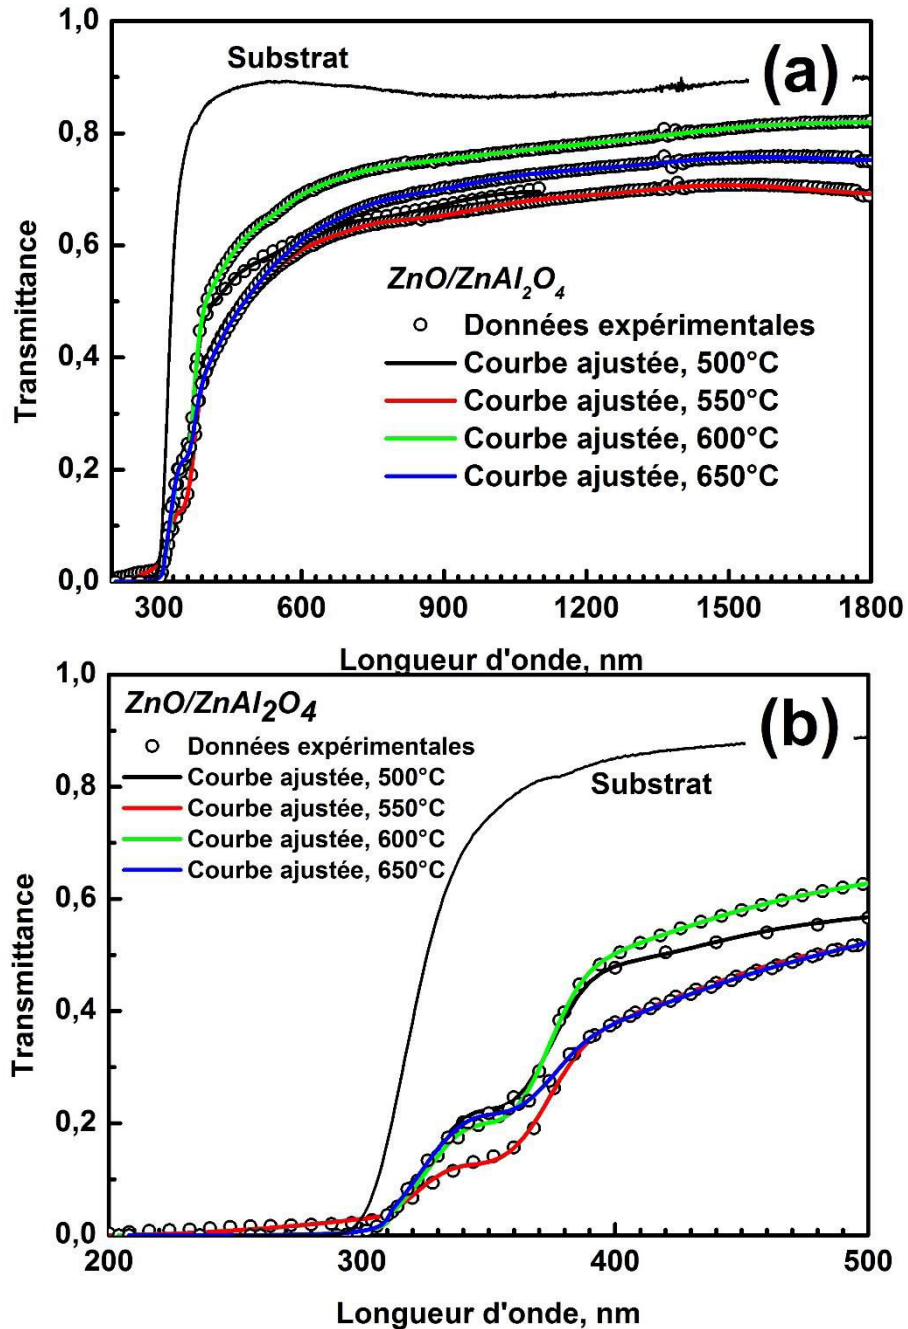 (a)
Substrat
1,0
0,8
0,6
0,4
0,2
0,0
Transmittance
ZnO/ZnAl₂O₄
Données expérimentales
Courbe ajustée, 500°C
Courbe ajustée, 550°C
Courbe ajustée, 600°C
Courbe ajustée, 650°C
300 600 900 1200 1500 1800
Longueur d'onde, nm
(b)
1,0
0,8
0,6
0,4
0,2
0,0
Transmittance
ZnO/ZnAl₂O₄
Données expérimentales
Courbe ajustée, 500°C
Courbe ajustée, 550°C
Courbe ajustée, 600°C
Courbe ajustée, 650°C
Substrat
200 300 400 500
Longueur d'onde, nm